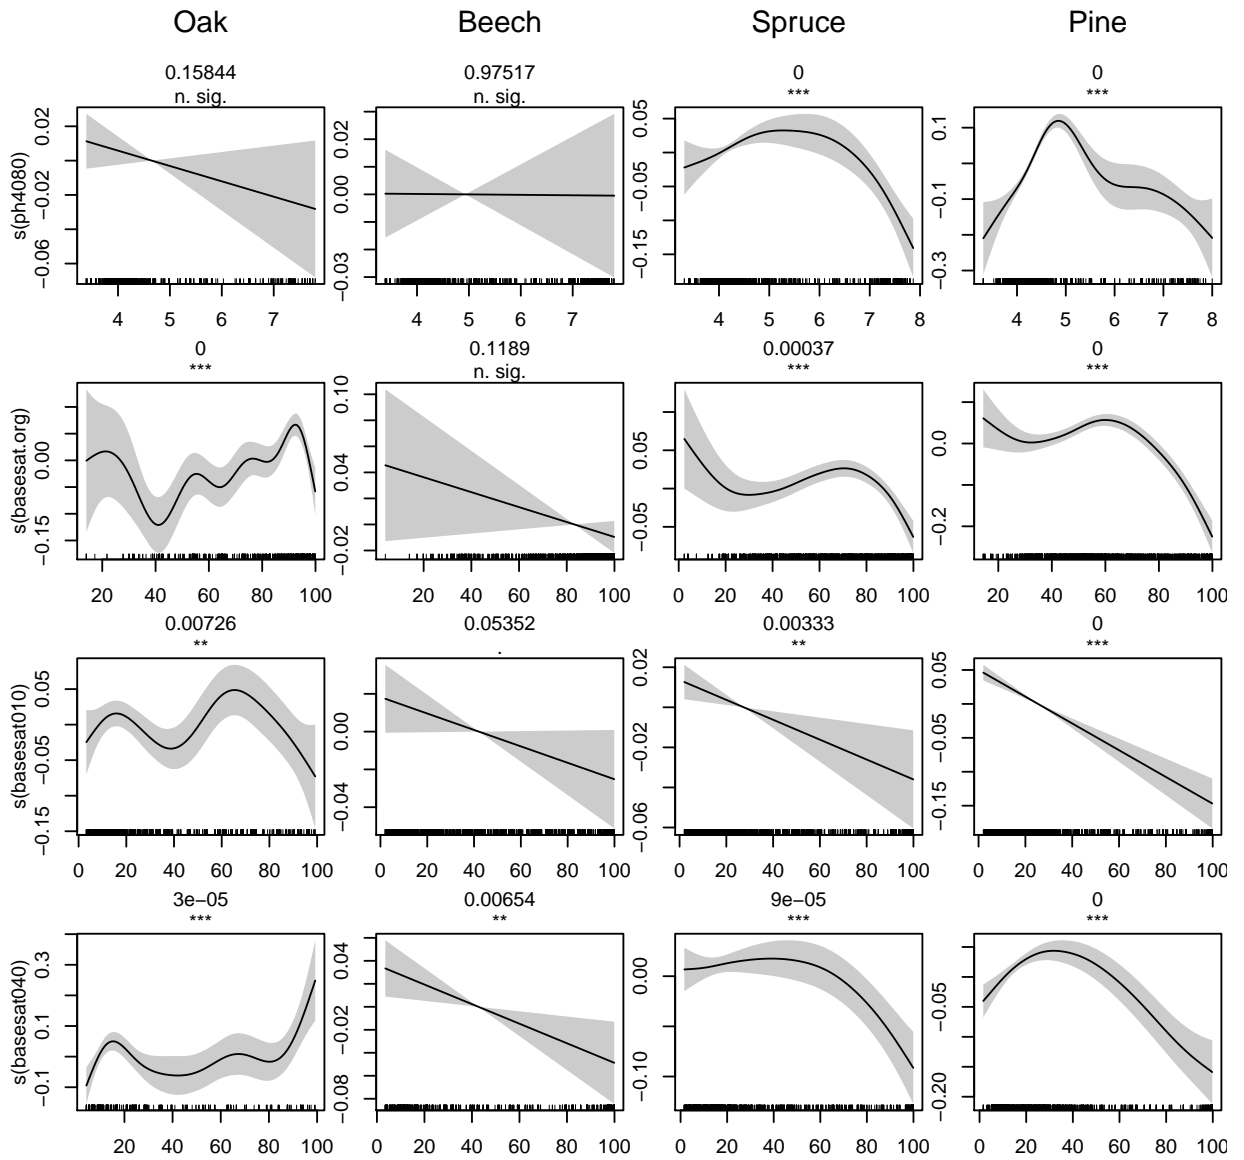 Oak Beech Spruce Pine
0.15844 0.97517 0 0
n. sig. n. sig. *** ***
s(ph4080)
0.02 −0.02 −0.06
0.02 0.00 −0.03
0.05 −0.05 −0.15
0.1 −0.1 −0.3
4 5 6 7 4 5 6 7 4 5 6 7 8 4 5 6 7 8
0 0.1189 0.00037 0
*** n. sig. *** ***
s(basesat.org)
0.00 −0.15
0.10 0.04 −0.02
0.05 −0.05
0.0 −0.2
20 40 60 80 100 0 20 40 60 80 100 0 20 40 60 80 100 20 40 60 80 100
0.00726 0.05352 0.00333 0
** . ** ***
s(basesat010)
0.05 −0.05 −0.15
0.00 −0.04
0.02 −0.02 −0.06
0.05 −0.05 −0.15
0 20 40 60 80 100 0 20 40 60 80 100 0 20 40 60 80 100 0 20 40 60 80 100
3e−05 0.00654 9e−05 0
*** ** *** ***
s(basesat040)
0.3 0.1 −0.1
0.04 −0.02 −0.08
0.00 −0.10
−0.05 −0.20
20 40 60 80 100 0 20 40 60 80 100 0 20 40 60 80 100 0 20 40 60 80 100